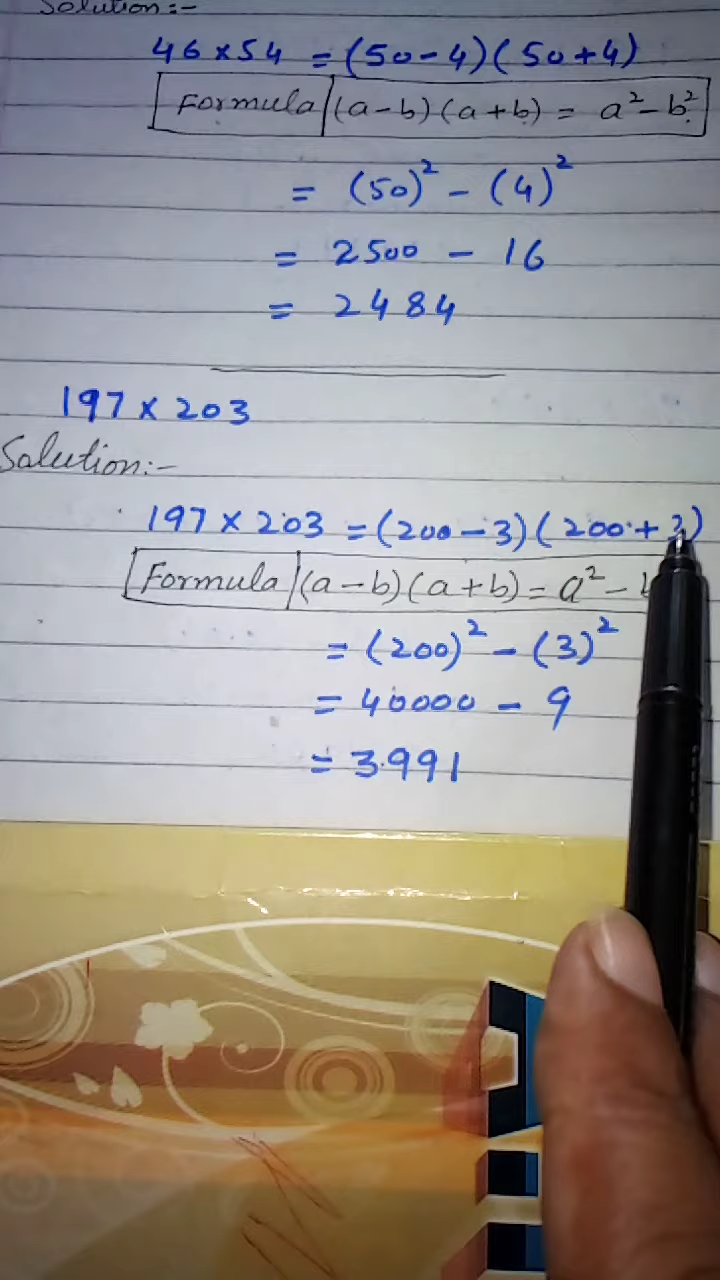 Solution:-
46 × 54 = (50 - 4) (50 + 4)
Formula (a - b) (a + b) = a² - b²
= (50)² - (4)²
= 2500 - 16
= 2484
197 × 203
Solution:-
197 × 203 = (200 - 3) (200 + 3)
Formula (a - b) (a + b) = a² -
= (200)² - (3)²
= 40000 - 9
= 3991